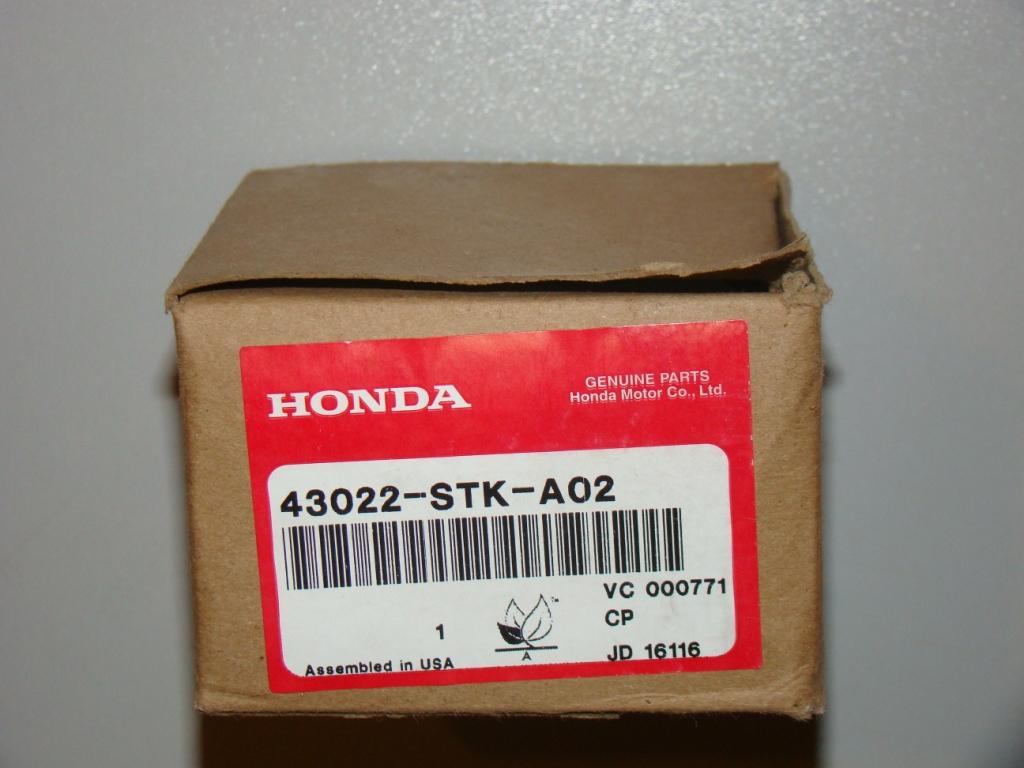 HONDA
GENUINE PARTS
Honda Motor Co., Ltd.
43022-STK-A02
VC 000771
CP
1
A
JD 16116
Assembled in USA